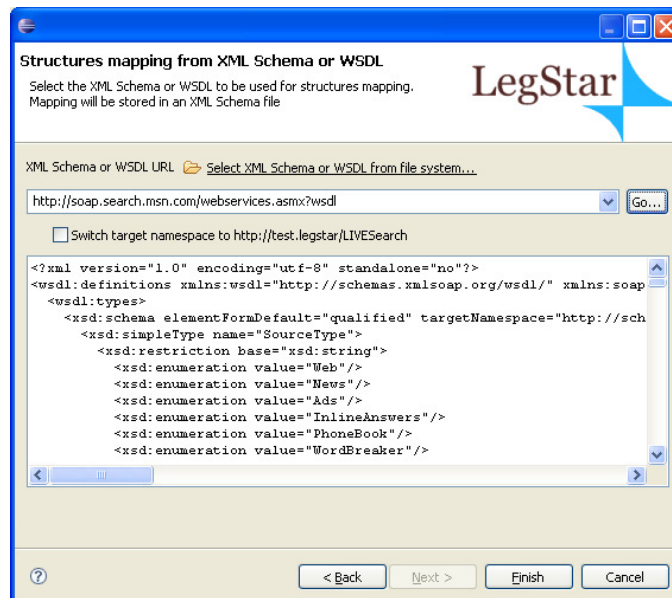 Structures mapping from XML Schema or WSDL
Select the XML Schema or WSDL to be used for structures mapping.
Mapping will be stored in an XML Schema file
LegStar
XML Schema or WSDL URL Select XML Schema or WSDL from file system...
http://soap.search.msn.com/webservices.asmx?wsdl Go...
Switch target namespace to http://test.legstar/LIVESearch
<?xml version="1.0" encoding="utf-8" standalone="no"?>
<wsdl:definitions xmlns:wsdl="http://schemas.xmlsoap.org/wsdl/" xmlns:soap
<wsdl:types>
<xsd:schema elementFormDefault="qualified" targetNamespace="http://sch
<xsd:simpleType name="SourceType">
<xsd:restriction base="xsd:string">
<xsd:enumeration value="Web"/>
<xsd:enumeration value="News"/>
<xsd:enumeration value="Ads"/>
<xsd:enumeration value="InlineAnswers"/>
<xsd:enumeration value="PhoneBook"/>
<xsd:enumeration value="WordBreaker"/>
? < Back Next > Finish Cancel